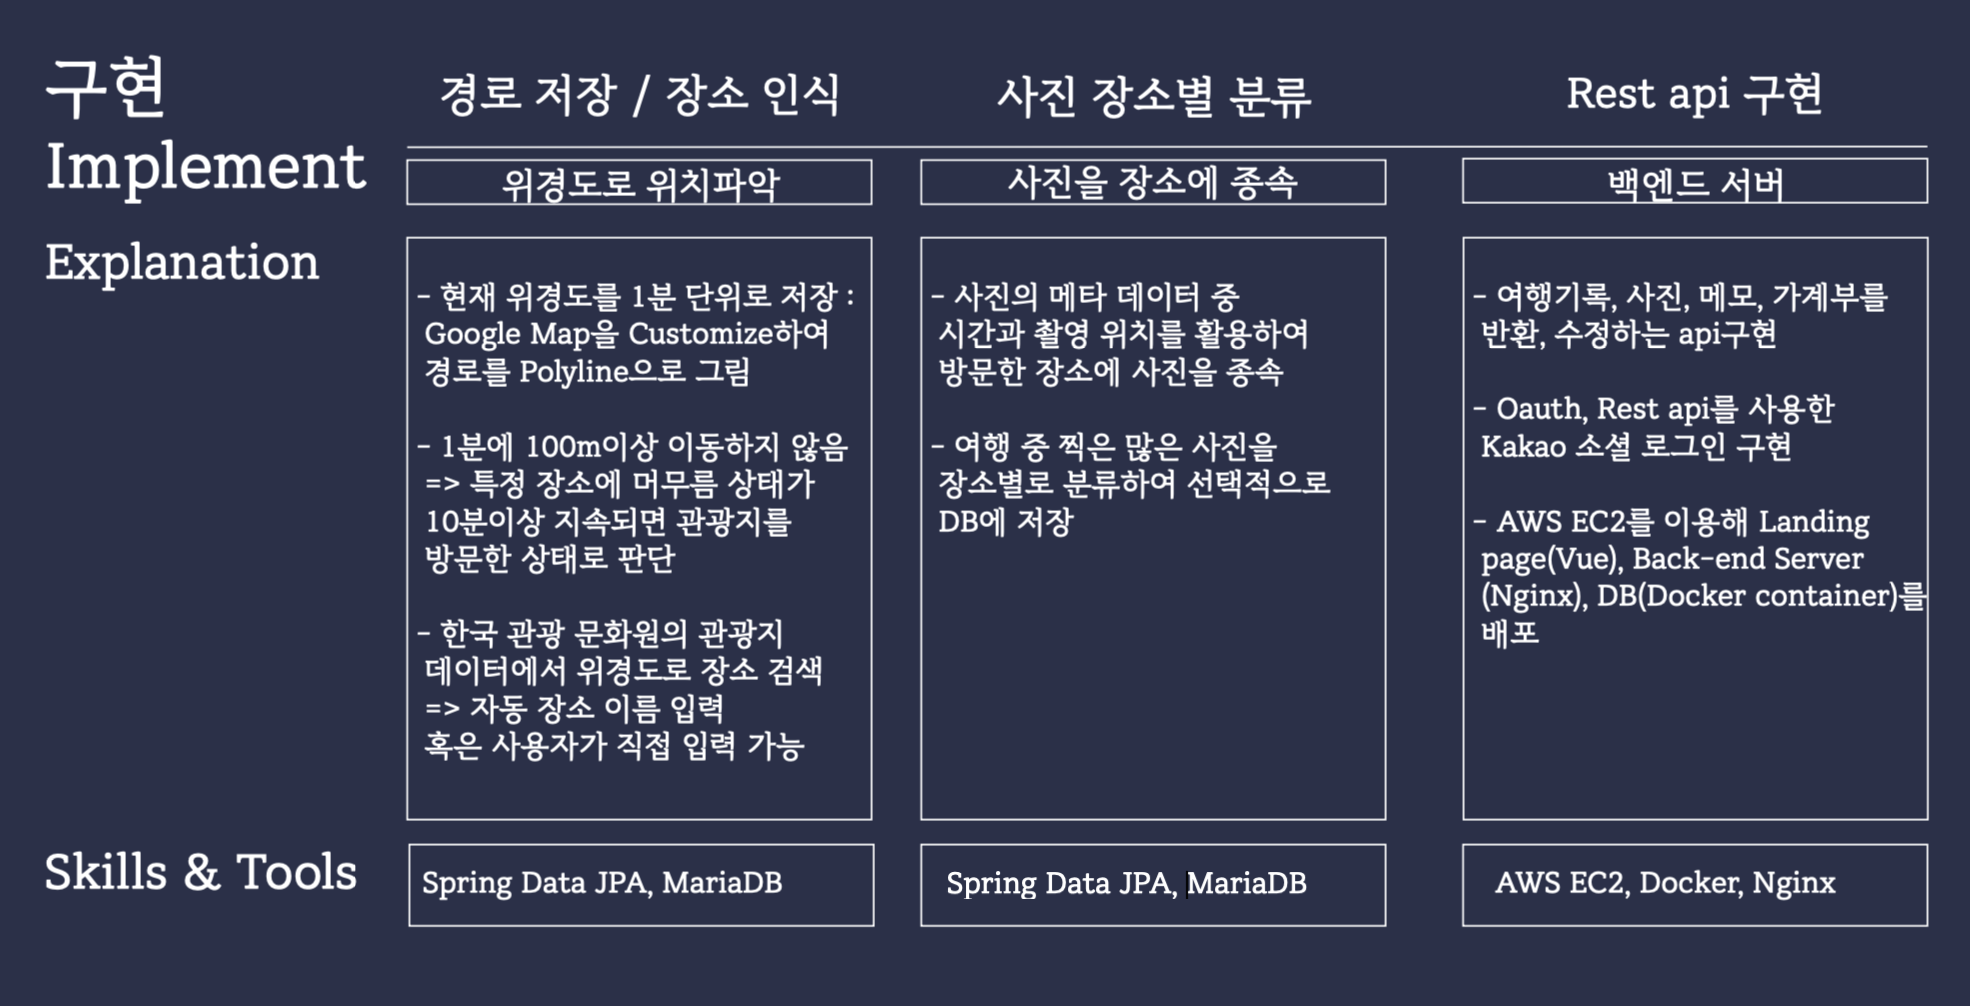 구현
Implement
경로 저장 / 장소 인식
사진 장소별 분류
Rest api 구현
위경도로 위치파악
사진을 장소에 종속
백엔드 서버
Explanation
- 현재 위경도를 1분 단위로 저장 :
Google Map을 Customize하여
경로를 Polyline으로 그림
- 1분에 100m이상 이동하지 않음
=> 특정 장소에 머무름 상태가
10분이상 지속되면 관광지를
방문한 상태로 판단
- 한국 관광 문화원의 관광지
데이터에서 위경도로 장소 검색
=> 자동 장소 이름 입력
혹은 사용자가 직접 입력 가능
- 사진의 메타 데이터 중
시간과 촬영 위치를 활용하여
방문한 장소에 사진을 종속
- 여행 중 찍은 많은 사진을
장소별로 분류하여 선택적으로
DB에 저장
- 여행기록, 사진, 메모, 가계부를
반환, 수정하는 api구현
- Oauth, Rest api를 사용한
Kakao 소셜 로그인 구현
- AWS EC2를 이용해 Landing
page(Vue), Back-end Server
(Nginx), DB(Docker container)를
배포
Skills & Tools
Spring Data JPA, MariaDB
Spring Data JPA, MariaDB
AWS EC2, Docker, Nginx